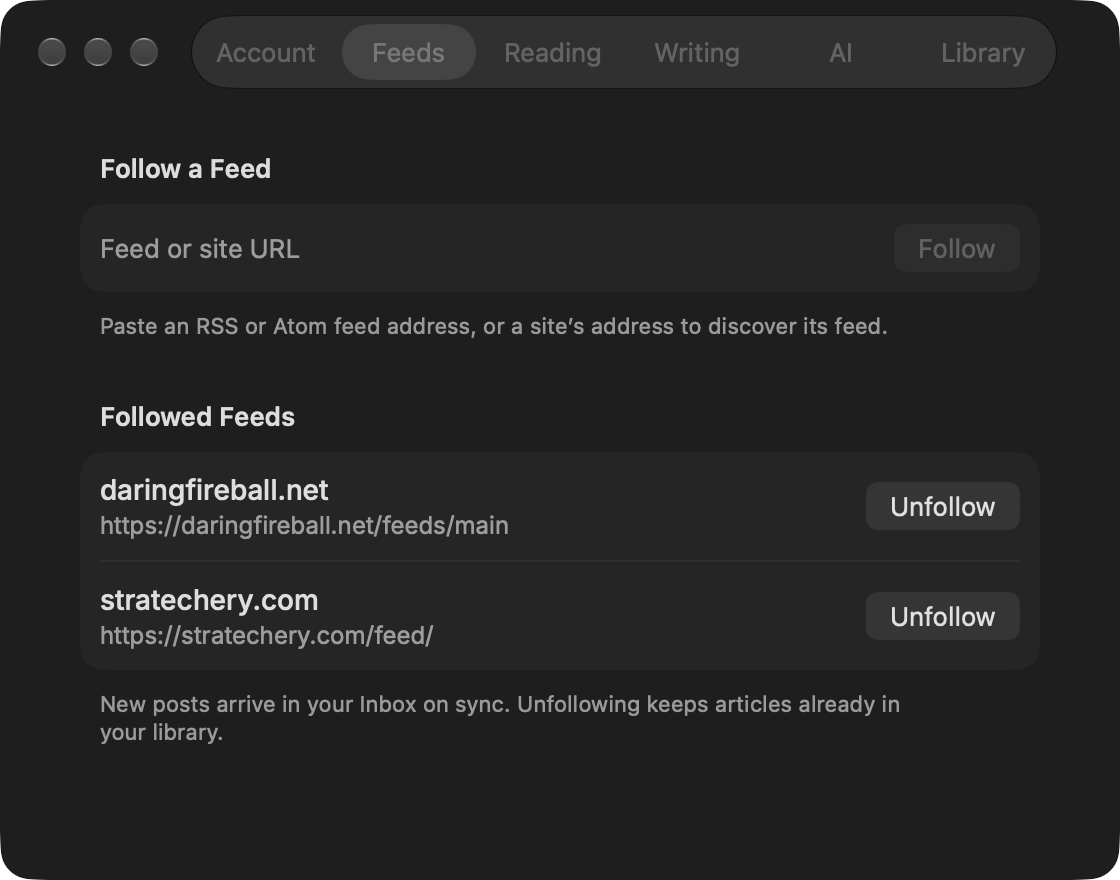 Account Feeds Reading Writing AI Library
Follow a Feed
Feed or site URL Follow
Paste an RSS or Atom feed address, or a site’s address to discover its feed.
Followed Feeds
daringfireball.net
https://daringfireball.net/feeds/main
Unfollow
stratechery.com
https://stratechery.com/feed/
Unfollow
New posts arrive in your Inbox on sync. Unfollowing keeps articles already in
your library.